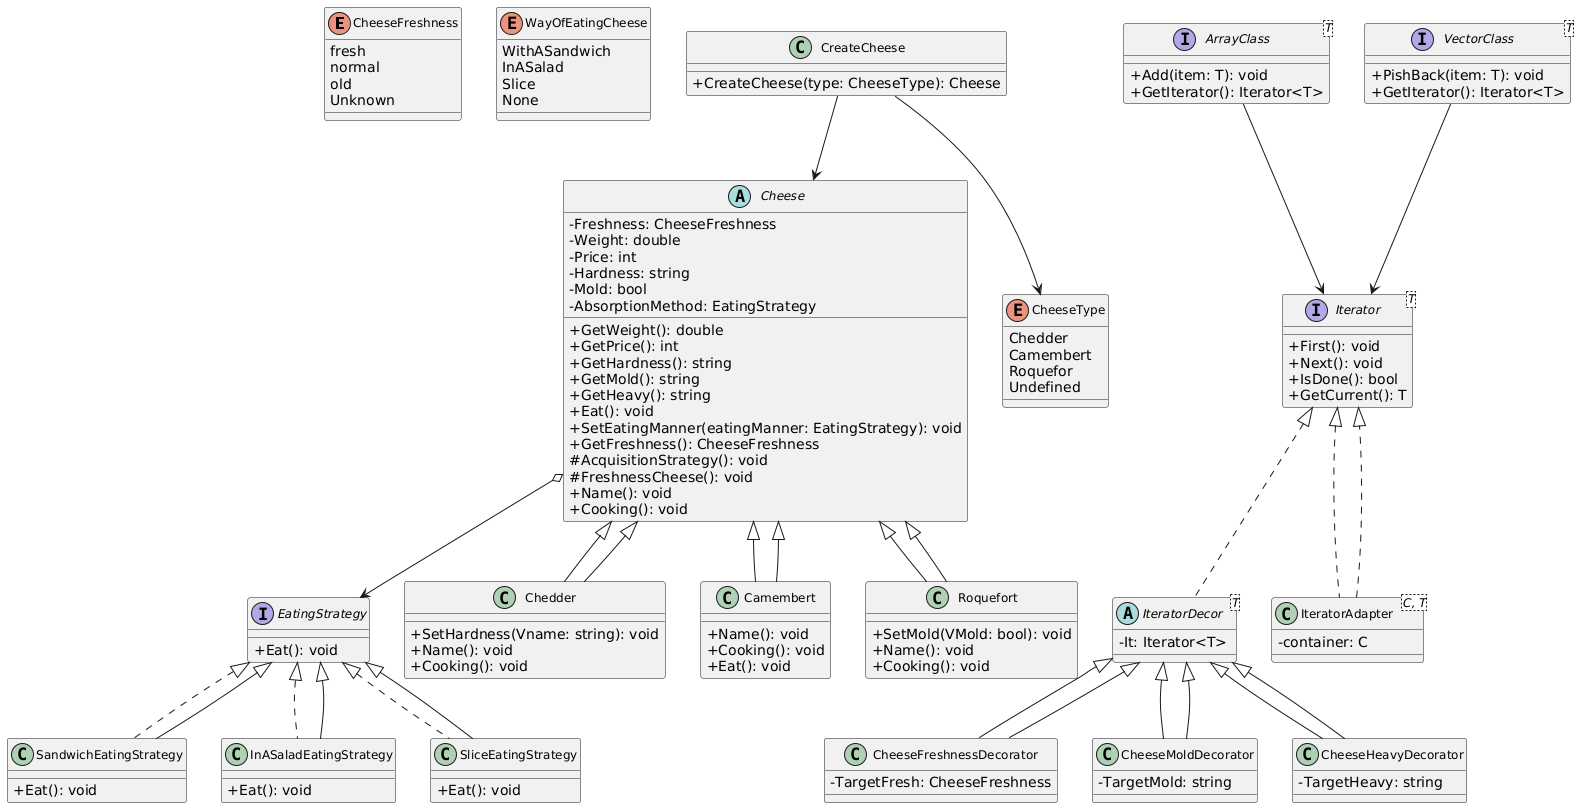 E CheeseFreshness
fresh
normal
old
Unknown
E WayOfEatingCheese
WithASandwich
InASalad
Slice
None
C CreateCheese
+CreateCheese(type: CheeseType): Cheese
I ArrayClass T
+Add(item: T): void
+GetIterator(): Iterator<T>
I VectorClass T
+PishBack(item: T): void
+GetIterator(): Iterator<T>
A Cheese
-Freshness: CheeseFreshness
-Weight: double
-Price: int
-Hardness: string
-Mold: bool
-AbsorptionMethod: EatingStrategy
+GetWeight(): double
+GetPrice(): int
+GetHardness(): string
+GetMold(): string
+GetHeavy(): string
+Eat(): void
+SetEatingManner(eatingManner: EatingStrategy): void
+GetFreshness(): CheeseFreshness
#AcquisitionStrategy(): void
#FreshnessCheese(): void
+Name(): void
+Cooking(): void
E CheeseType
Chedder
Camembert
Roquefor
Undefined
I Iterator T
+First(): void
+Next(): void
+IsDone(): bool
+GetCurrent(): T
I EatingStrategy
+Eat(): void
C Chedder
+SetHardness(Vname: string): void
+Name(): void
+Cooking(): void
C Camembert
+Name(): void
+Cooking(): void
+Eat(): void
C Roquefort
+SetMold(VMold: bool): void
+Name(): void
+Cooking(): void
A IteratorDecor T
-It: Iterator<T>
C IteratorAdapter C, T
-container: C
C SandwichEatingStrategy
+Eat(): void
C InASaladEatingStrategy
+Eat(): void
C SliceEatingStrategy
+Eat(): void
C CheeseFreshnessDecorator
-TargetFresh: CheeseFreshness
C CheeseMoldDecorator
-TargetMold: string
C CheeseHeavyDecorator
-TargetHeavy: string